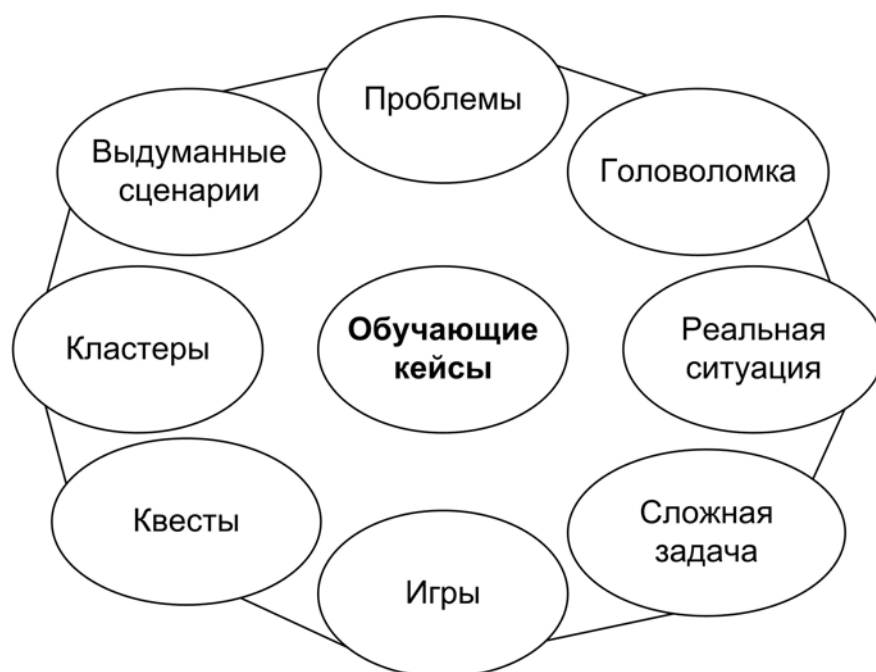 Проблемы
Выдуманные
сценарии
Головоломка
Кластеры
Обучающие
кейсы
Реальная
ситуация
Квесты
Сложная
задача
Игры